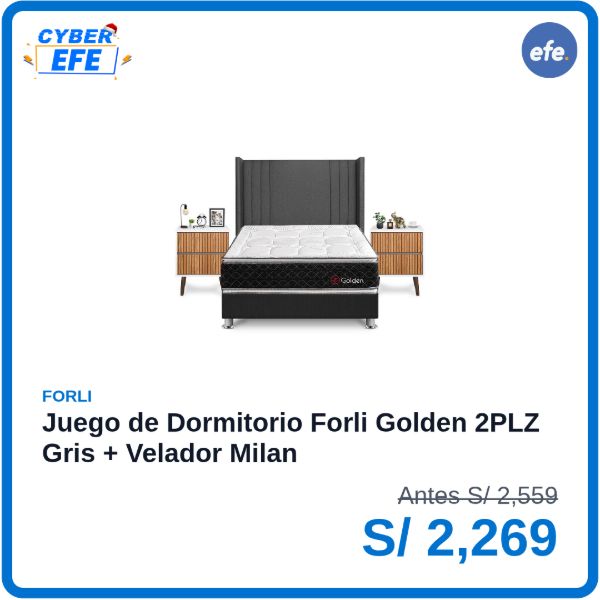 CYBER
EFE
efe.
Golden
FORLI
Juego de Dormitorio Forli Golden 2PLZ
Gris + Velador Milan
Antes S/ 2,559
S/ 2,269